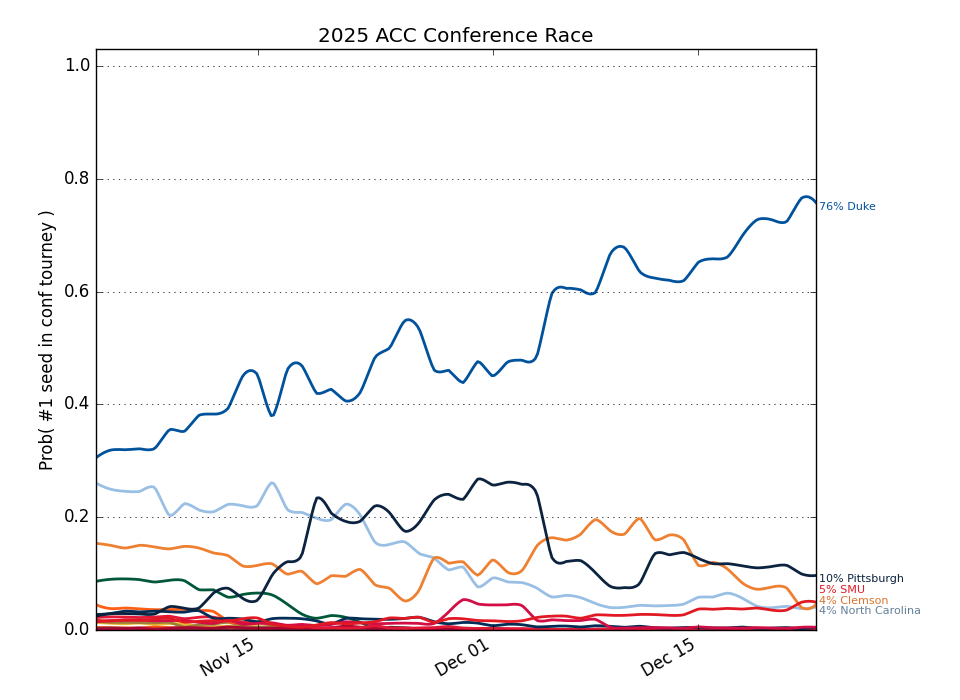 2025 ACC Conference Race
Prob( #1 seed in conf tourney )
1.0
0.8
0.6
0.4
0.2
0.0
Nov 15
Dec 01
Dec 15
76% Duke
10% Pittsburgh
5% SMU
4% Clemson
4% North Carolina